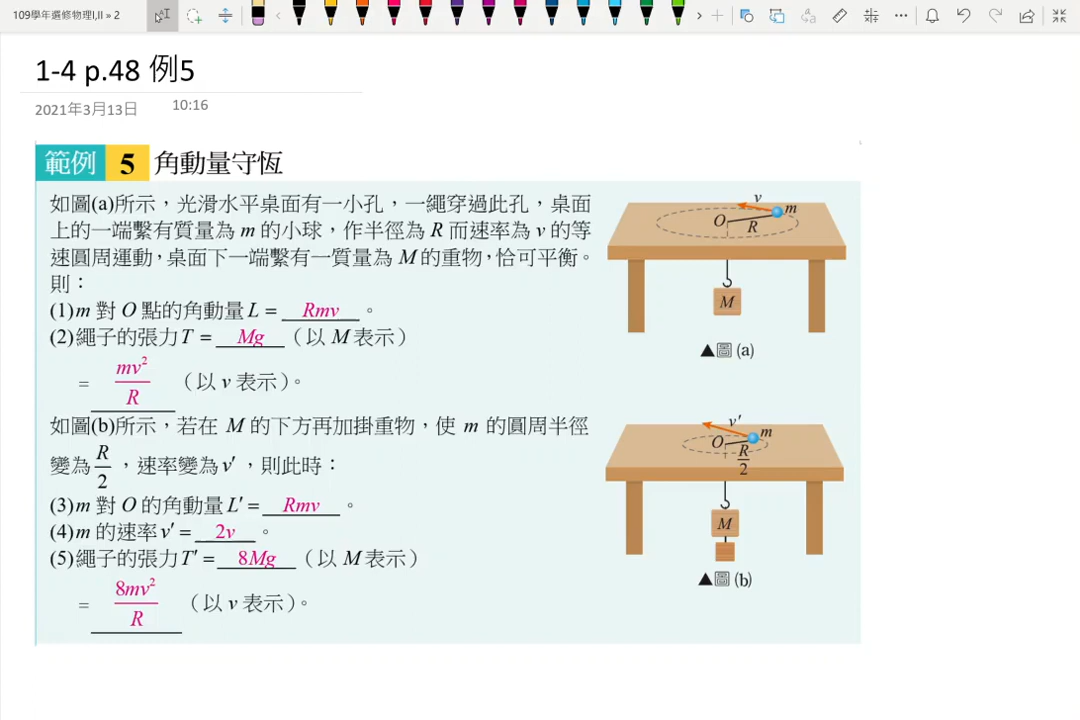 109學年選修物理I,II » 2
1-4 p.48 例5
2021年3月13日 10:16
範例 5 角動量守恆
如圖(a)所示，光滑水平桌面有一小孔，一繩穿過此孔，桌面
上的一端繫有質量為 m 的小球，作半徑為 R 而速率為 v 的等
速圓周運動，桌面下一端繫有一質量為 M 的重物，恰可平衡。
則：
(1) m 對 O 點的角動量 L = Rmv 。
(2) 繩子的張力 T = Mg （以 M 表示）
= mv²/R （以 v 表示）。
如圖(b)所示，若在 M 的下方再加掛重物，使 m 的圓周半徑
變為 R/2 ，速率變為 v′ ，則此時：
(3) m 對 O 的角動量 L′ = Rmv 。
(4) m 的速率 v′ = 2v 。
(5) 繩子的張力 T′ = 8Mg （以 M 表示）
= 8mv²/R （以 v 表示）。
v
m
O
R
M
▲圖(a)
v′
m
O
R/2
M
▲圖(b)